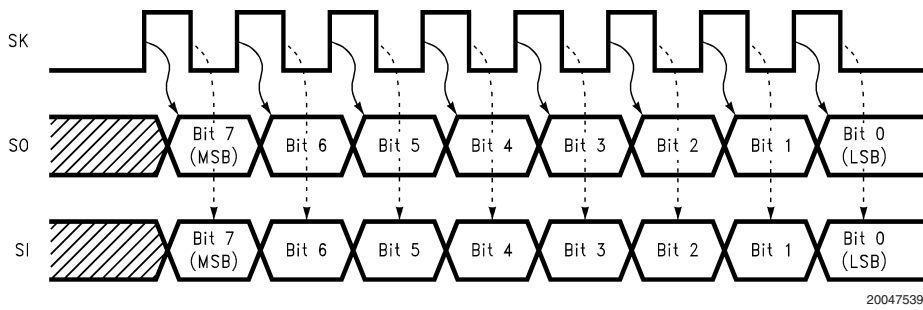 SK
SO
Bit 7
(MSB)
Bit 6
Bit 5
Bit 4
Bit 3
Bit 2
Bit 1
Bit 0
(LSB)
SI
Bit 7
(MSB)
Bit 6
Bit 5
Bit 4
Bit 3
Bit 2
Bit 1
Bit 0
(LSB)
20047539